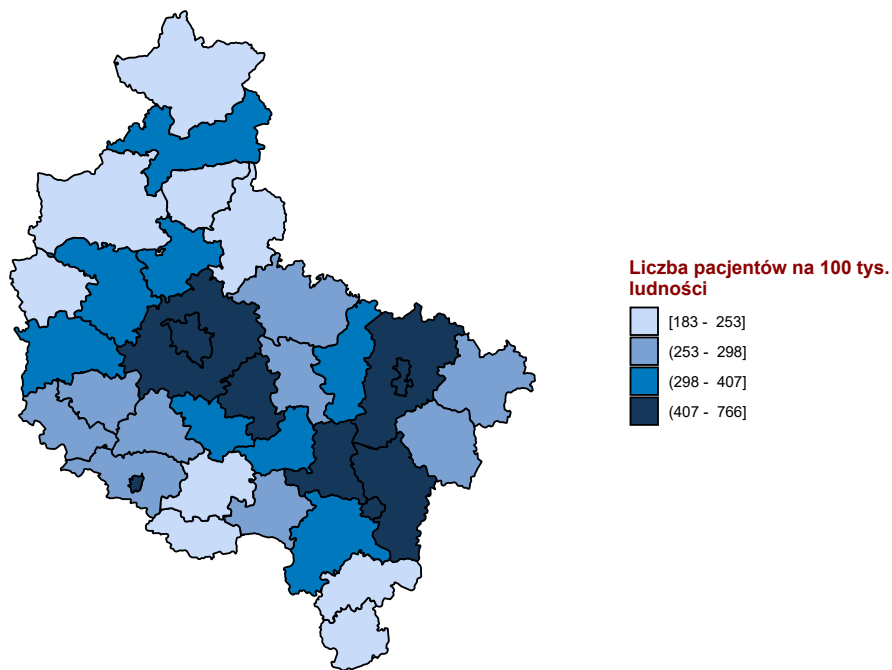 Liczba pacjentów na 100 tys.
ludności
[183 - 253]
(253 - 298]
(298 - 407]
(407 - 766]